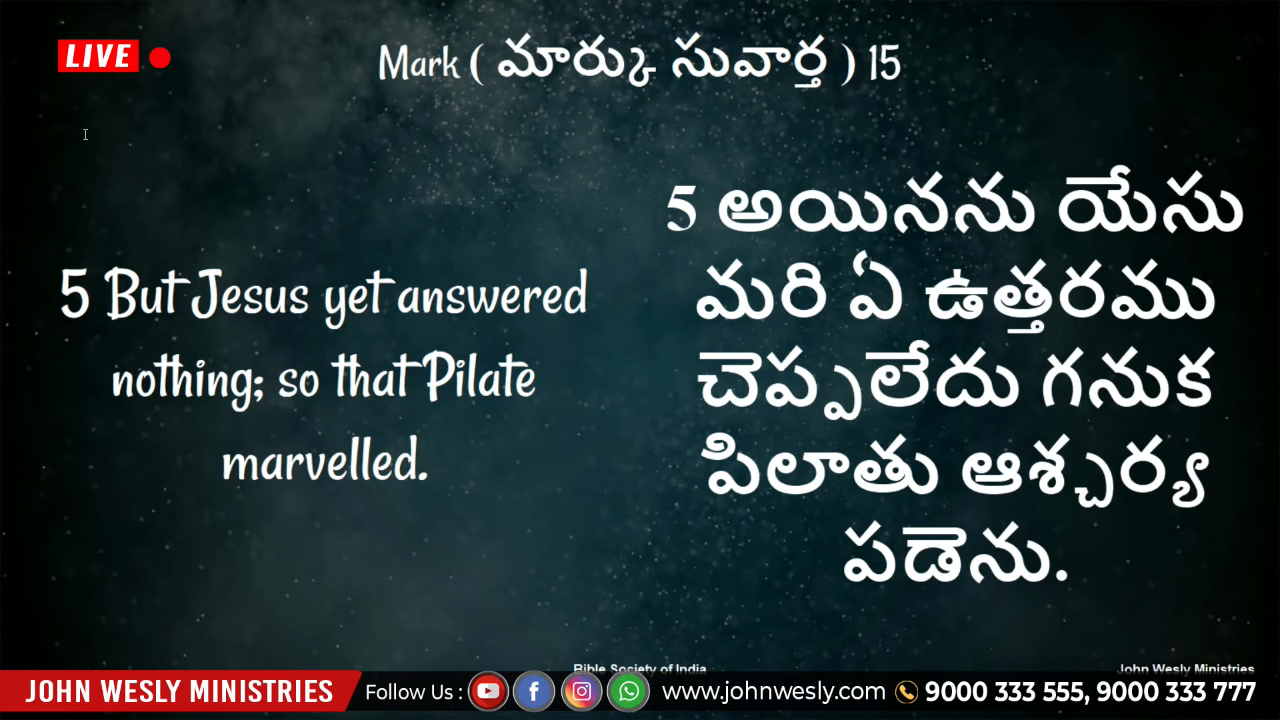 LIVE
Mark ( మార్కు సువార్త ) 15
5 But Jesus yet answered
nothing; so that Pilate
marvelled.
5 అయినను యేసు
మరి ఏ ఉత్తరము
చెప్పలేదు గనుక
పిలాతు ఆశ్చర్య
పడెను.
Bible Society of India
John Wesly Ministries
JOHN WESLY MINISTRIES
Follow Us :
www.johnwesly.com
9000 333 555, 9000 333 777